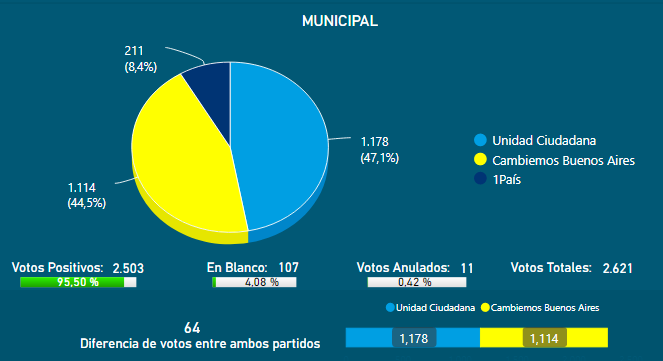 MUNICIPAL
211
(8,4%)
1.178
(47,1%)
1.114
(44,5%)
Unidad Ciudadana
Cambiemos Buenos Aires
1País
Votos Positivos: 2.503
95,50 %
En Blanco: 107
4,08 %
Votos Anulados: 11
0,42 %
Votos Totales: 2.621
Unidad Ciudadana Cambiemos Buenos Aires
64
Diferencia de votos entre ambos partidos
1,178 1,114